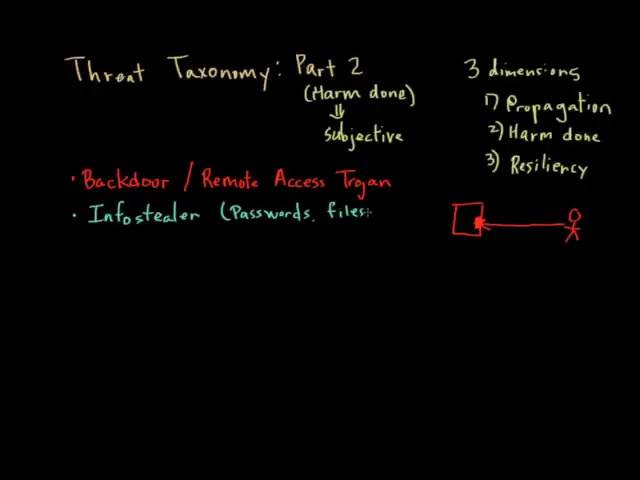 Threat Taxonomy: Part 2
(Harm done)
⇓
Subjective
3 dimensions
1) Propagation
2) Harm done
3) Resiliency
• Backdoor / Remote Access Trojan
• Infostealer (Passwords, files